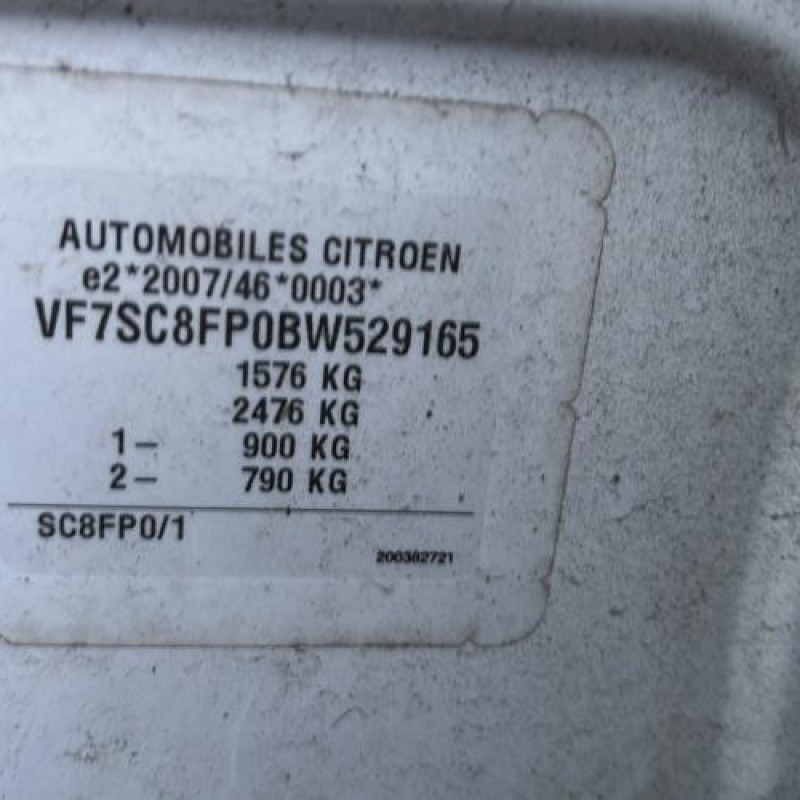 AUTOMOBILES CITROEN
e2*2007/46*0003*
VF7SC8FP0BW529165
1576 KG
2476 KG
1- 900 KG
2- 790 KG
SC8FP0/1
200382721